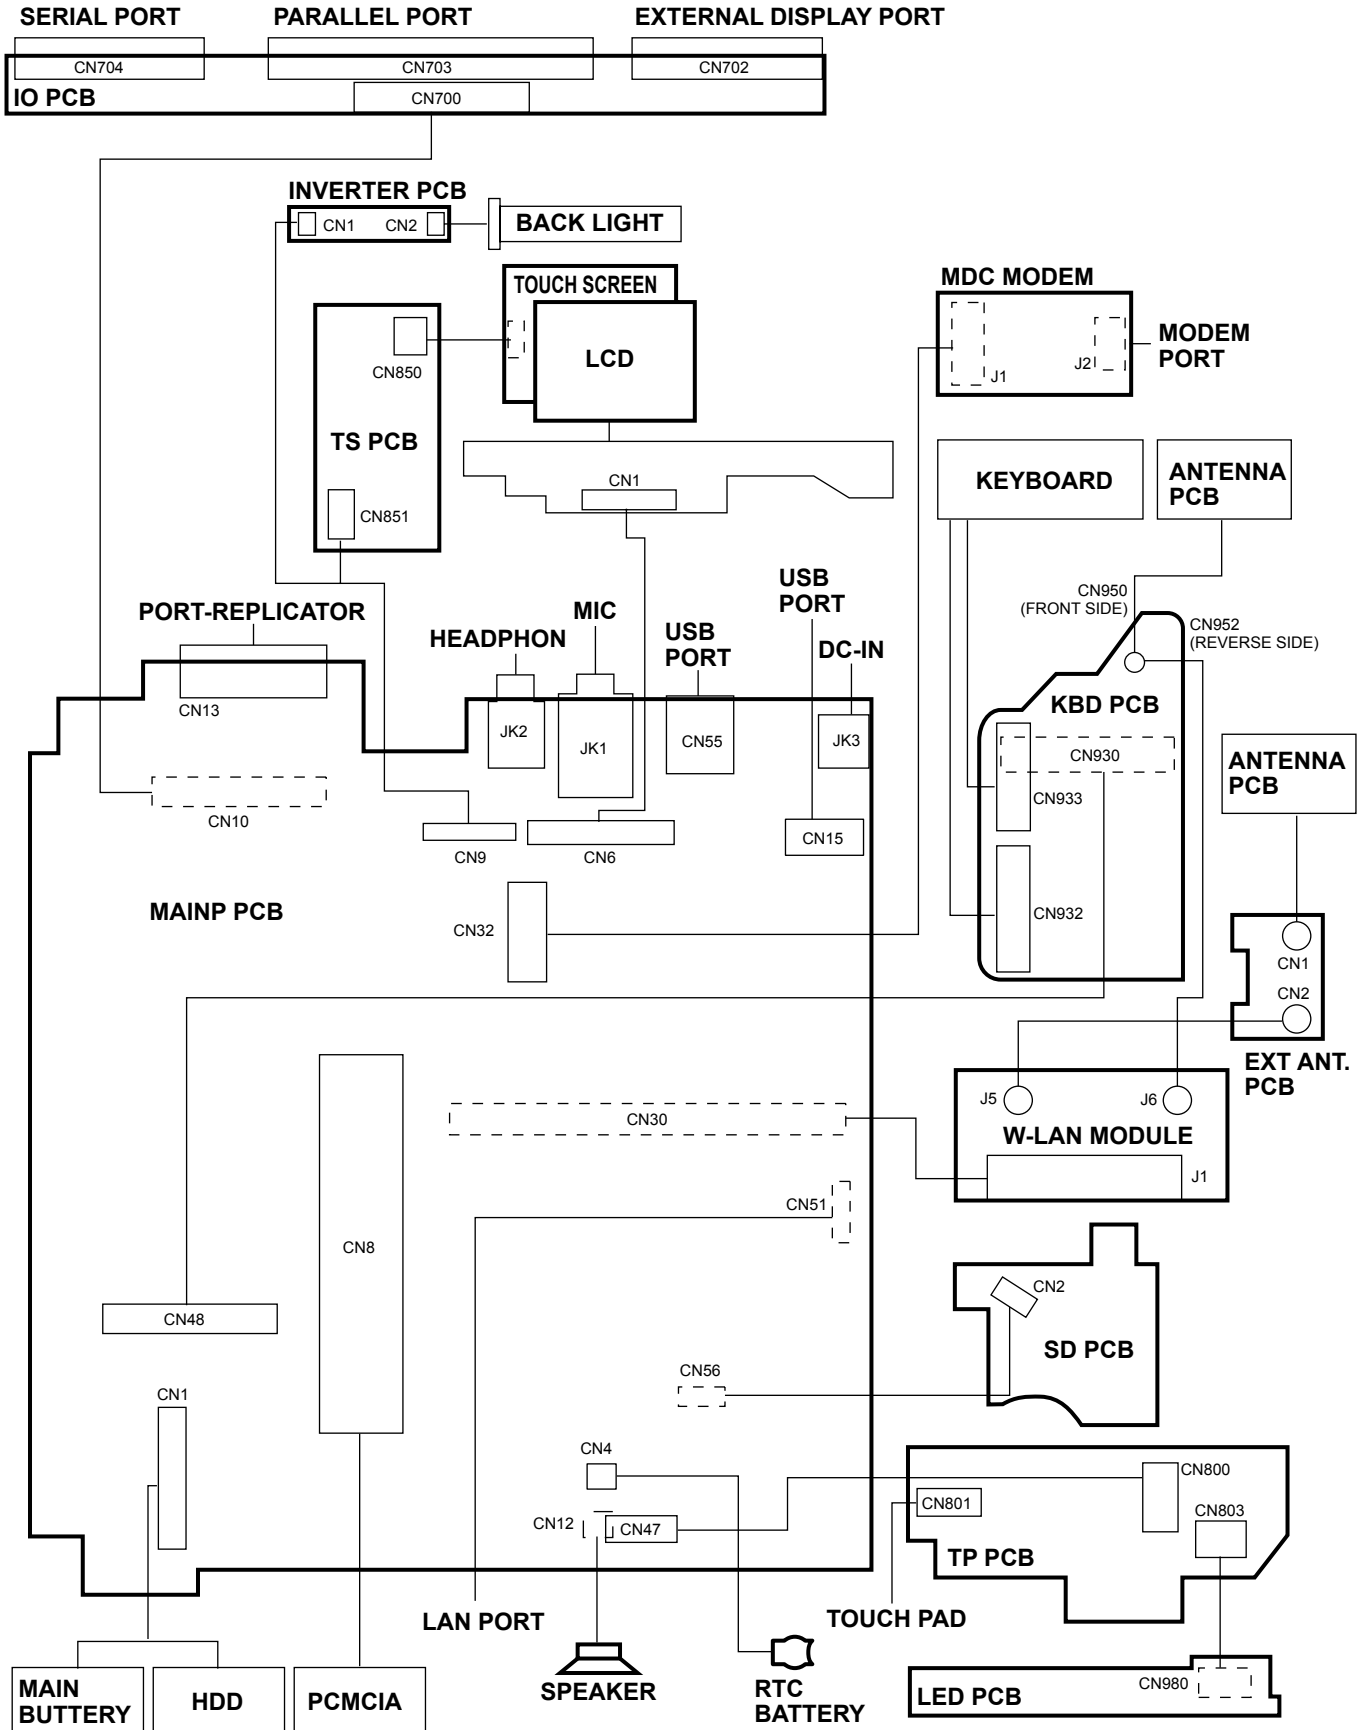 SERIAL PORT
PARALLEL PORT
EXTERNAL DISPLAY PORT
CN704
CN703
CN702
IO PCB
CN700
INVERTER PCB
CN1
CN2
BACK LIGHT
TOUCH SCREEN
LCD
CN850
TS PCB
CN851
MDC MODEM
J1
J2
MODEM
PORT
CN1
KEYBOARD
ANTENNA
PCB
USB
PORT
CN950
(FRONT SIDE)
CN952
(REVERSE SIDE)
PORT-REPLICATOR
HEADPHON
MIC
USB
PORT
DC-IN
CN13
JK2
JK1
CN55
JK3
KBD PCB
CN930
CN933
CN932
ANTENNA
PCB
CN10
CN9
CN6
CN15
MAINP PCB
CN32
CN1
CN2
EXT ANT.
PCB
J5
J6
W-LAN MODULE
J1
CN30
CN51
CN8
CN48
CN2
SD PCB
CN56
CN1
CN4
CN12
CN47
CN800
CN801
CN803
TP PCB
LAN PORT
TOUCH PAD
SPEAKER
RTC
BATTERY
MAIN
BUTTERY
HDD
PCMCIA
CN980
LED PCB